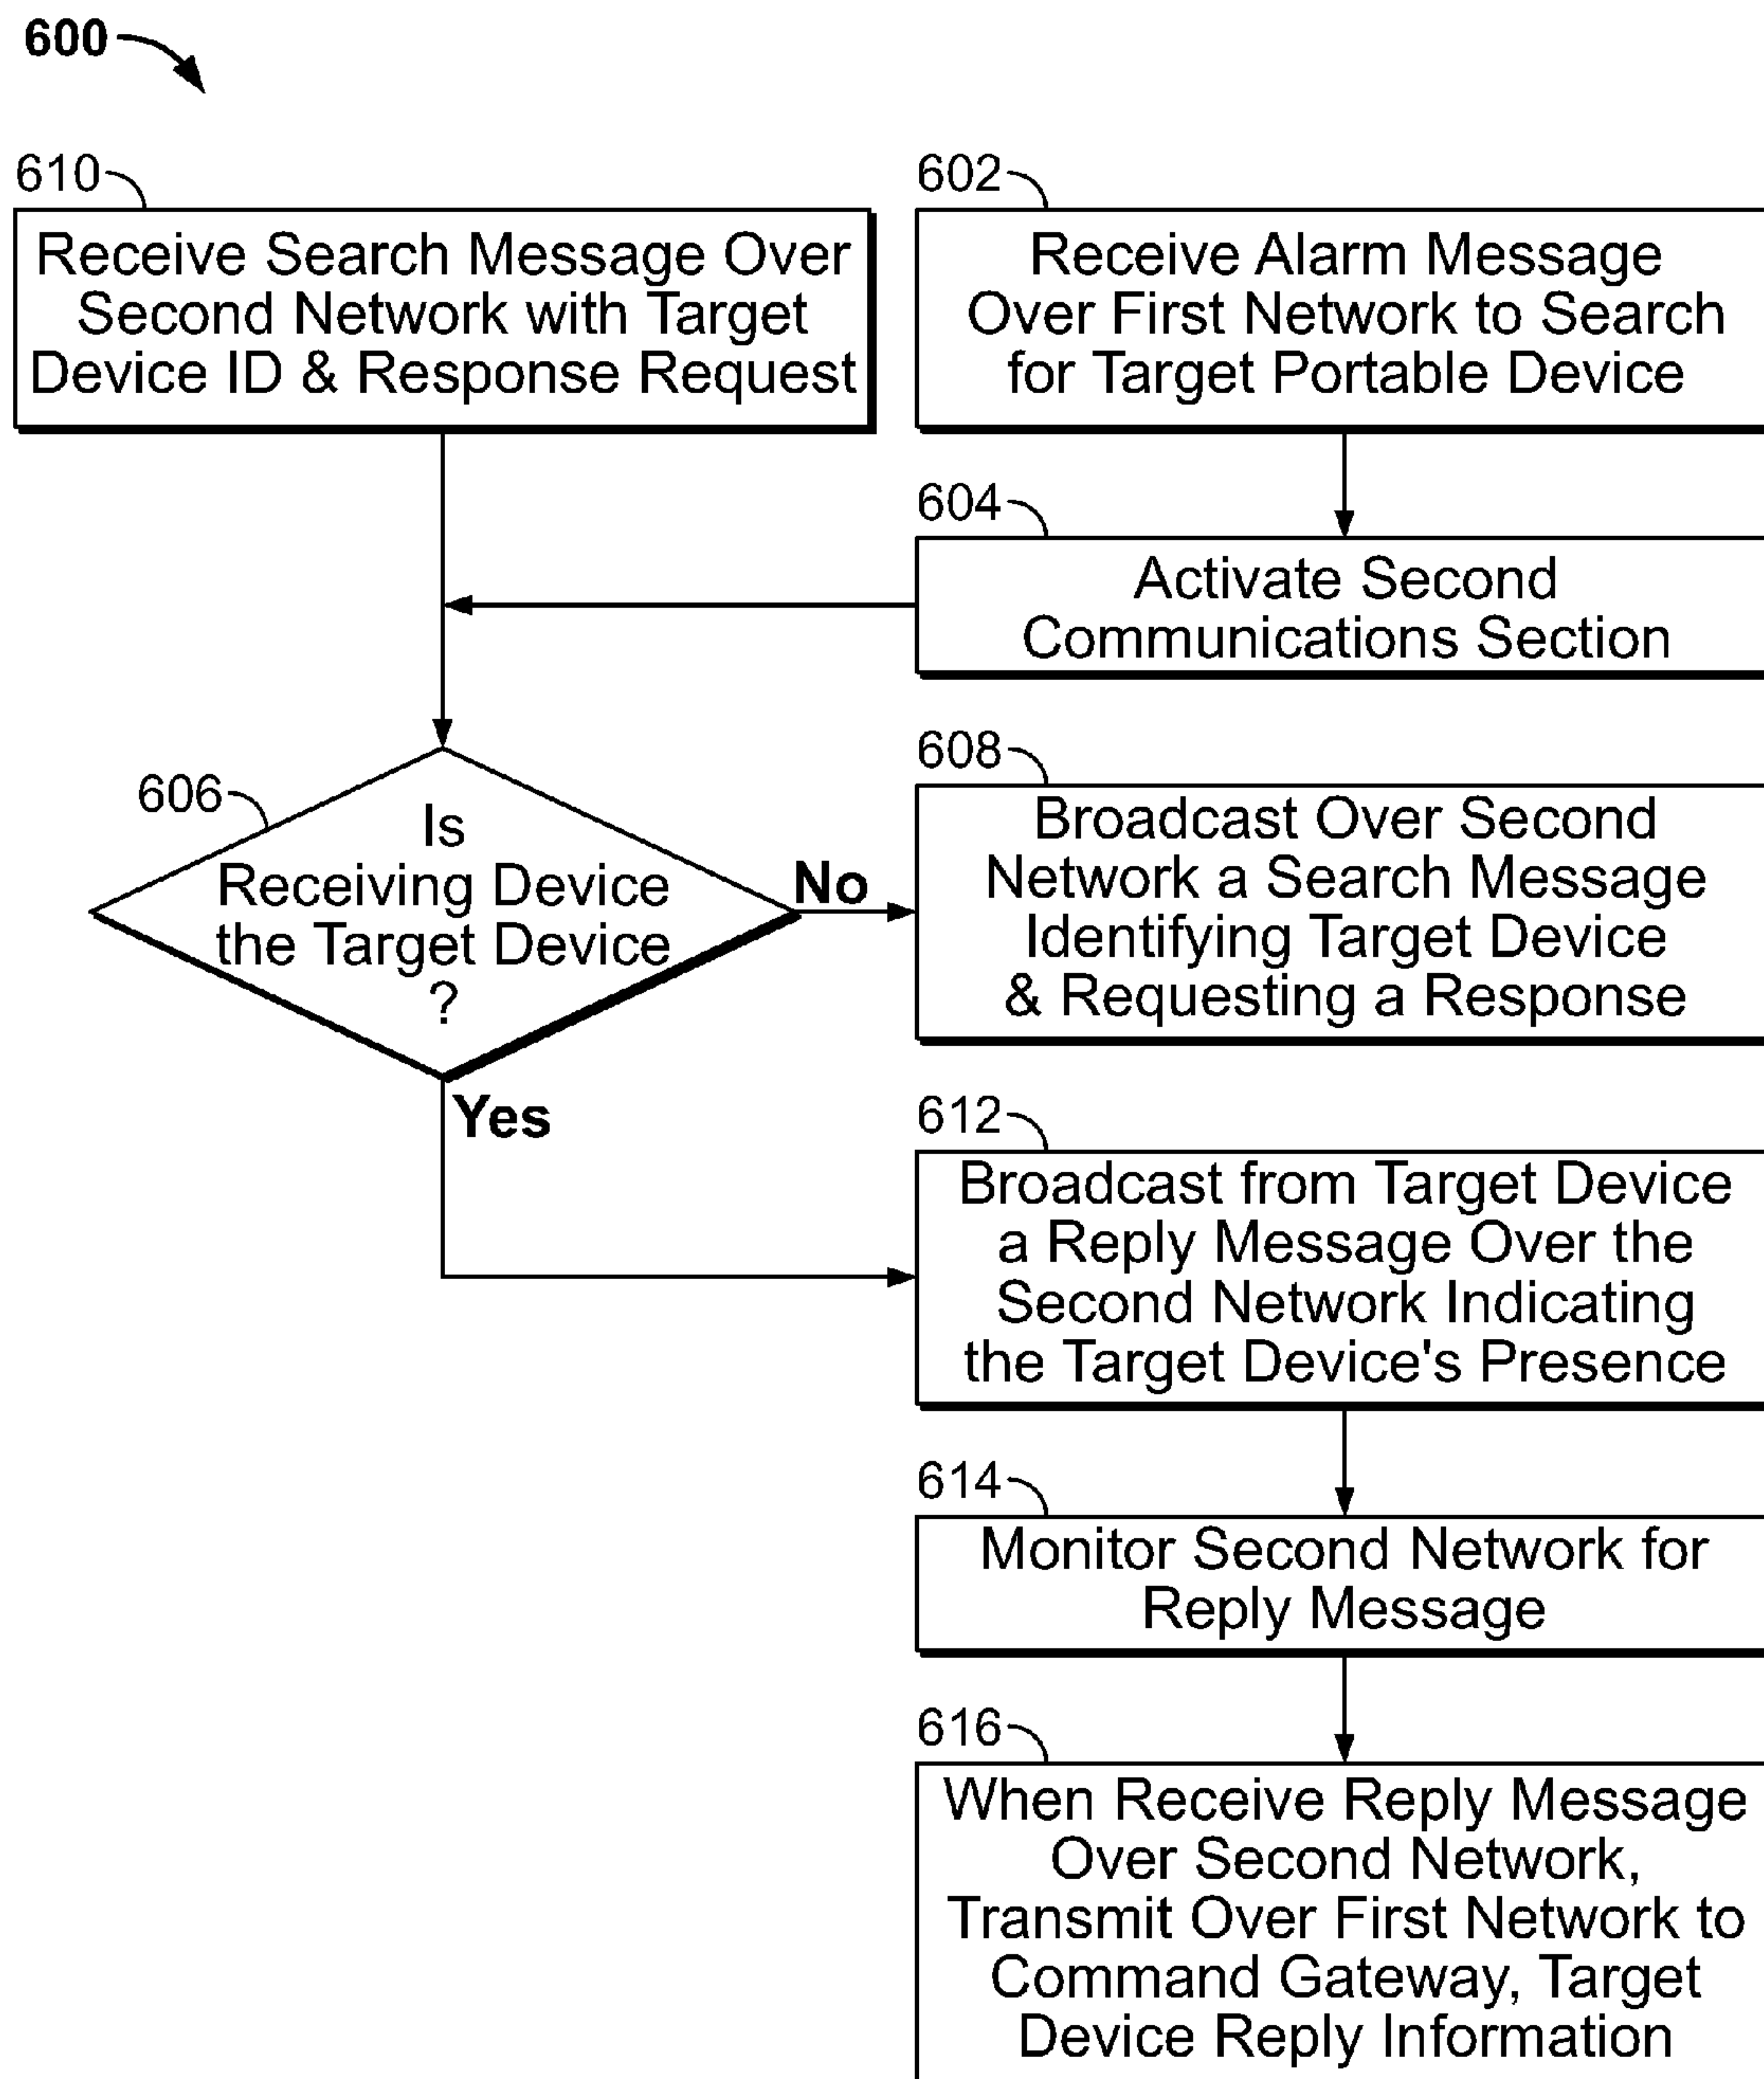 600
610
Receive Search Message Over
Second Network with Target
Device ID & Response Request
602
Receive Alarm Message
Over First Network to Search
for Target Portable Device
604
Activate Second
Communications Section
606
Is
Receiving Device
the Target Device
?
No
Yes
608
Broadcast Over Second
Network a Search Message
Identifying Target Device
& Requesting a Response
612
Broadcast from Target Device
a Reply Message Over the
Second Network Indicating
the Target Device's Presence
614
Monitor Second Network for
Reply Message
616
When Receive Reply Message
Over Second Network,
Transmit Over First Network to
Command Gateway, Target
Device Reply Information